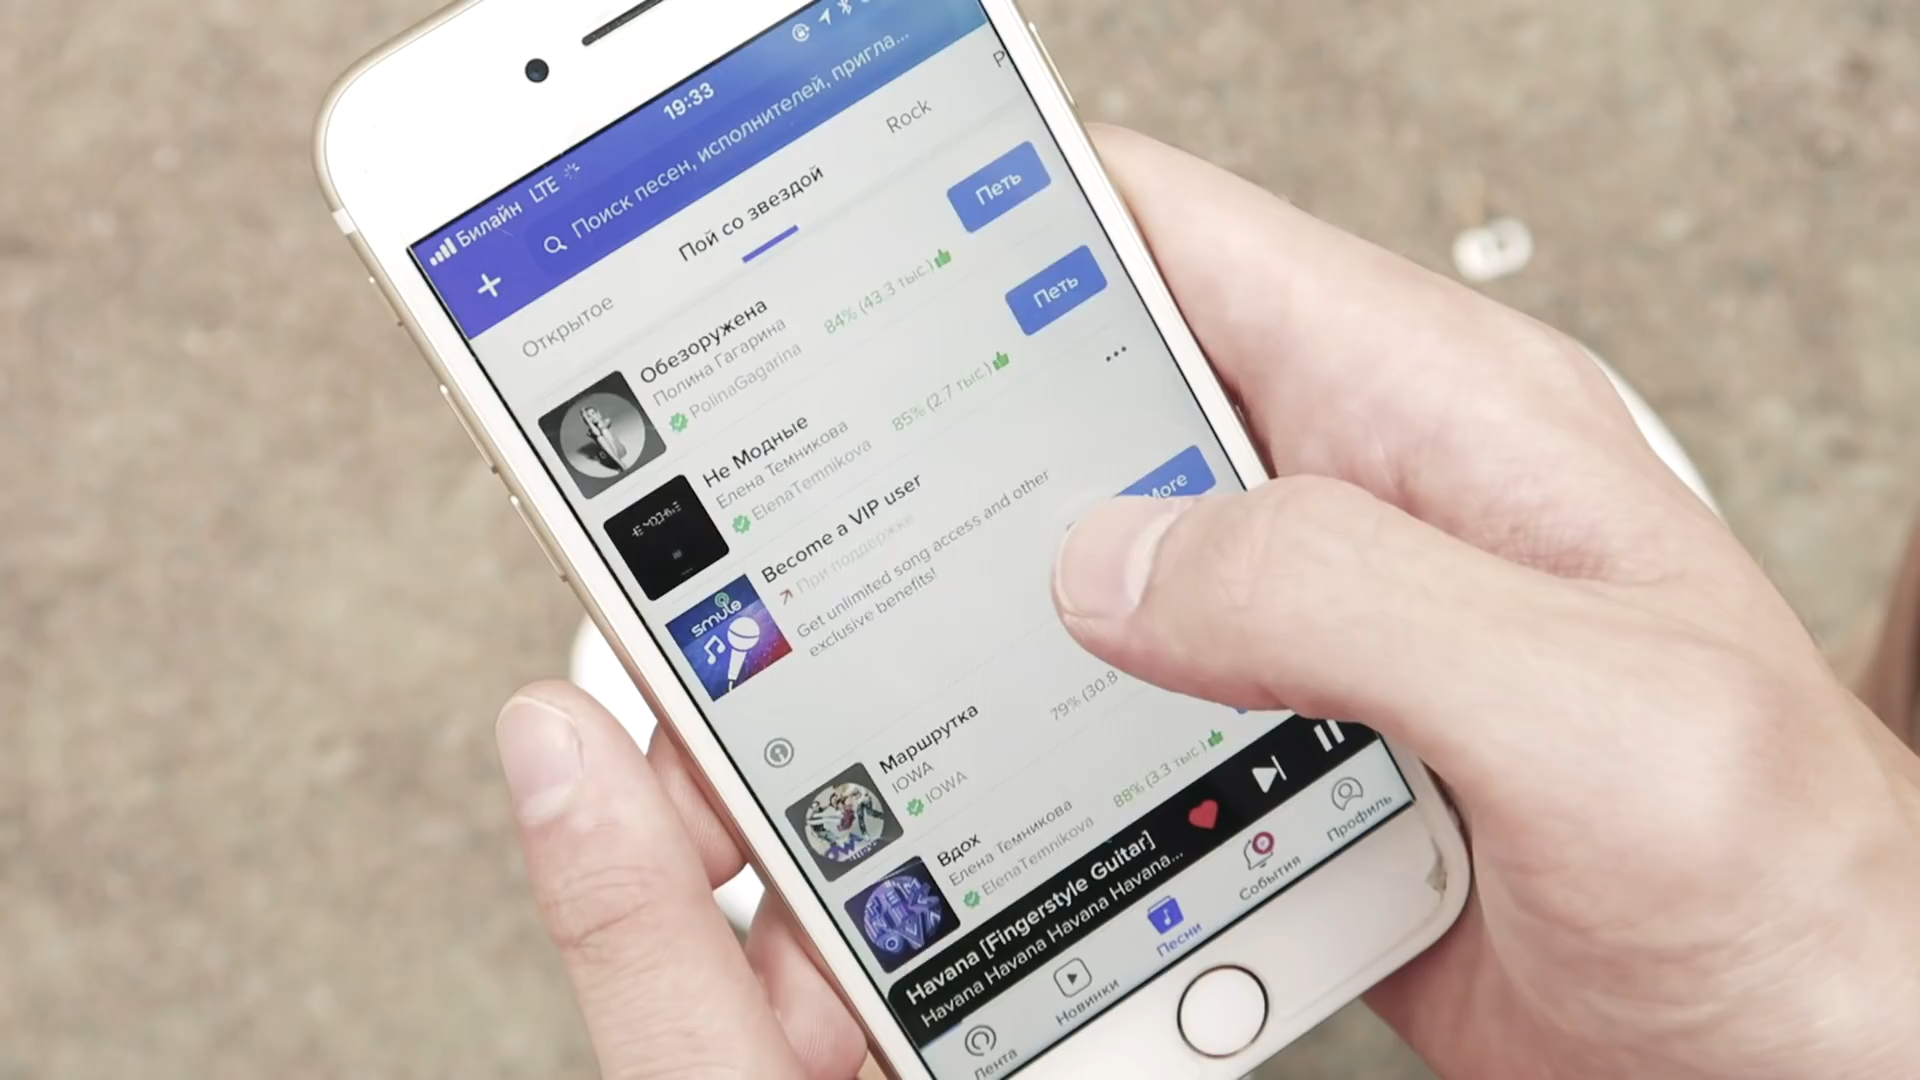 Билайн LTE
19:33
Поиск песен, исполнителей, пригла...
Открытое
Пой со звездой
Rock
Обезоружена
Полина Гагарина
PolinaGagarina
84% (43.3 тыс.)
Петь
Не Модные
Елена Темникова
ElenaTemnikova
85% (2.7 тыс.)
Петь
smule
Become a VIP user
При поддержке
Get unlimited song access and other
exclusive benefits!
More
Маршрутка
IOWA
IOWA
79% (30.8
Вдох
Елена Темникова
ElenaTemnikova
88% (3.3 тыс.)
Havana [Fingerstyle Guitar]
Havana Havana Havana Havana...
Лента
Новинки
Песни
События
Профиль